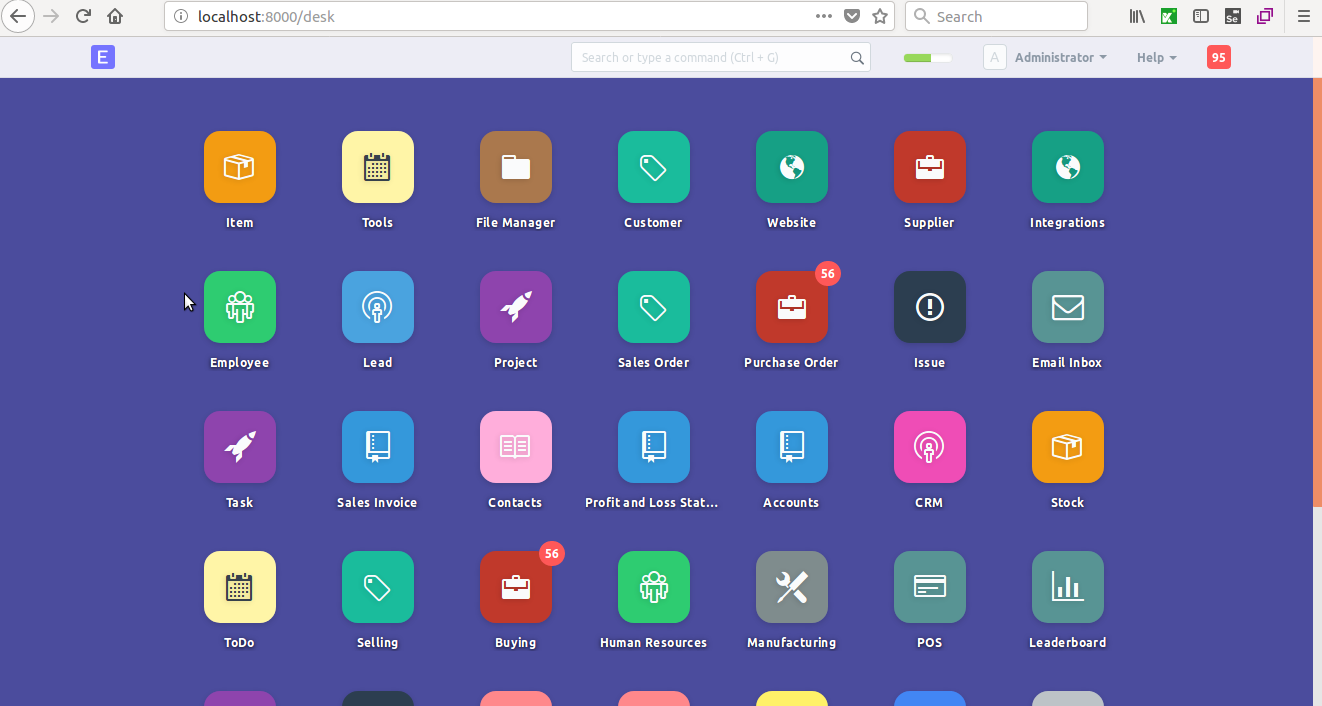 localhost:8000/desk
Search
Se
E
Search or type a command (Ctrl + G)
A
Administrator
Help
95
Item
Tools
File Manager
Customer
Website
Supplier
Integrations
56
Employee
Lead
Project
Sales Order
Purchase Order
Issue
Email Inbox
Task
Sales Invoice
Contacts
Profit and Loss Stat...
Accounts
CRM
Stock
56
ToDo
Selling
Buying
Human Resources
Manufacturing
POS
Leaderboard